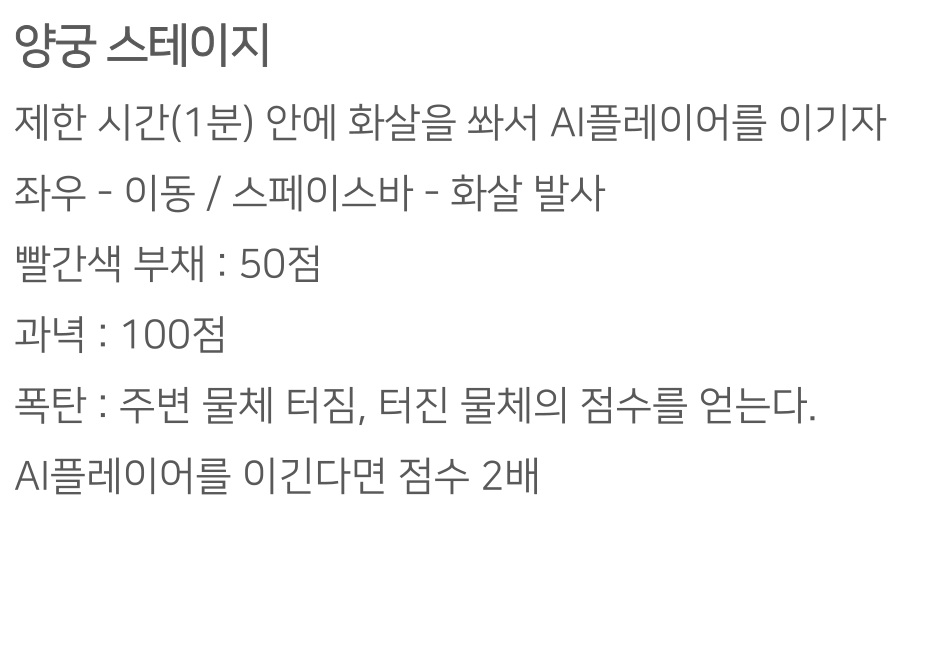 양궁 스테이지
제한 시간(1분) 안에 화살을 쏴서 AI플레이어를 이기자
좌우 - 이동 / 스페이스바 - 화살 발사
빨간색 부채 : 50점
과녁 : 100점
폭탄 : 주변 물체 터짐, 터진 물체의 점수를 얻는다.
AI플레이어를 이긴다면 점수 2배